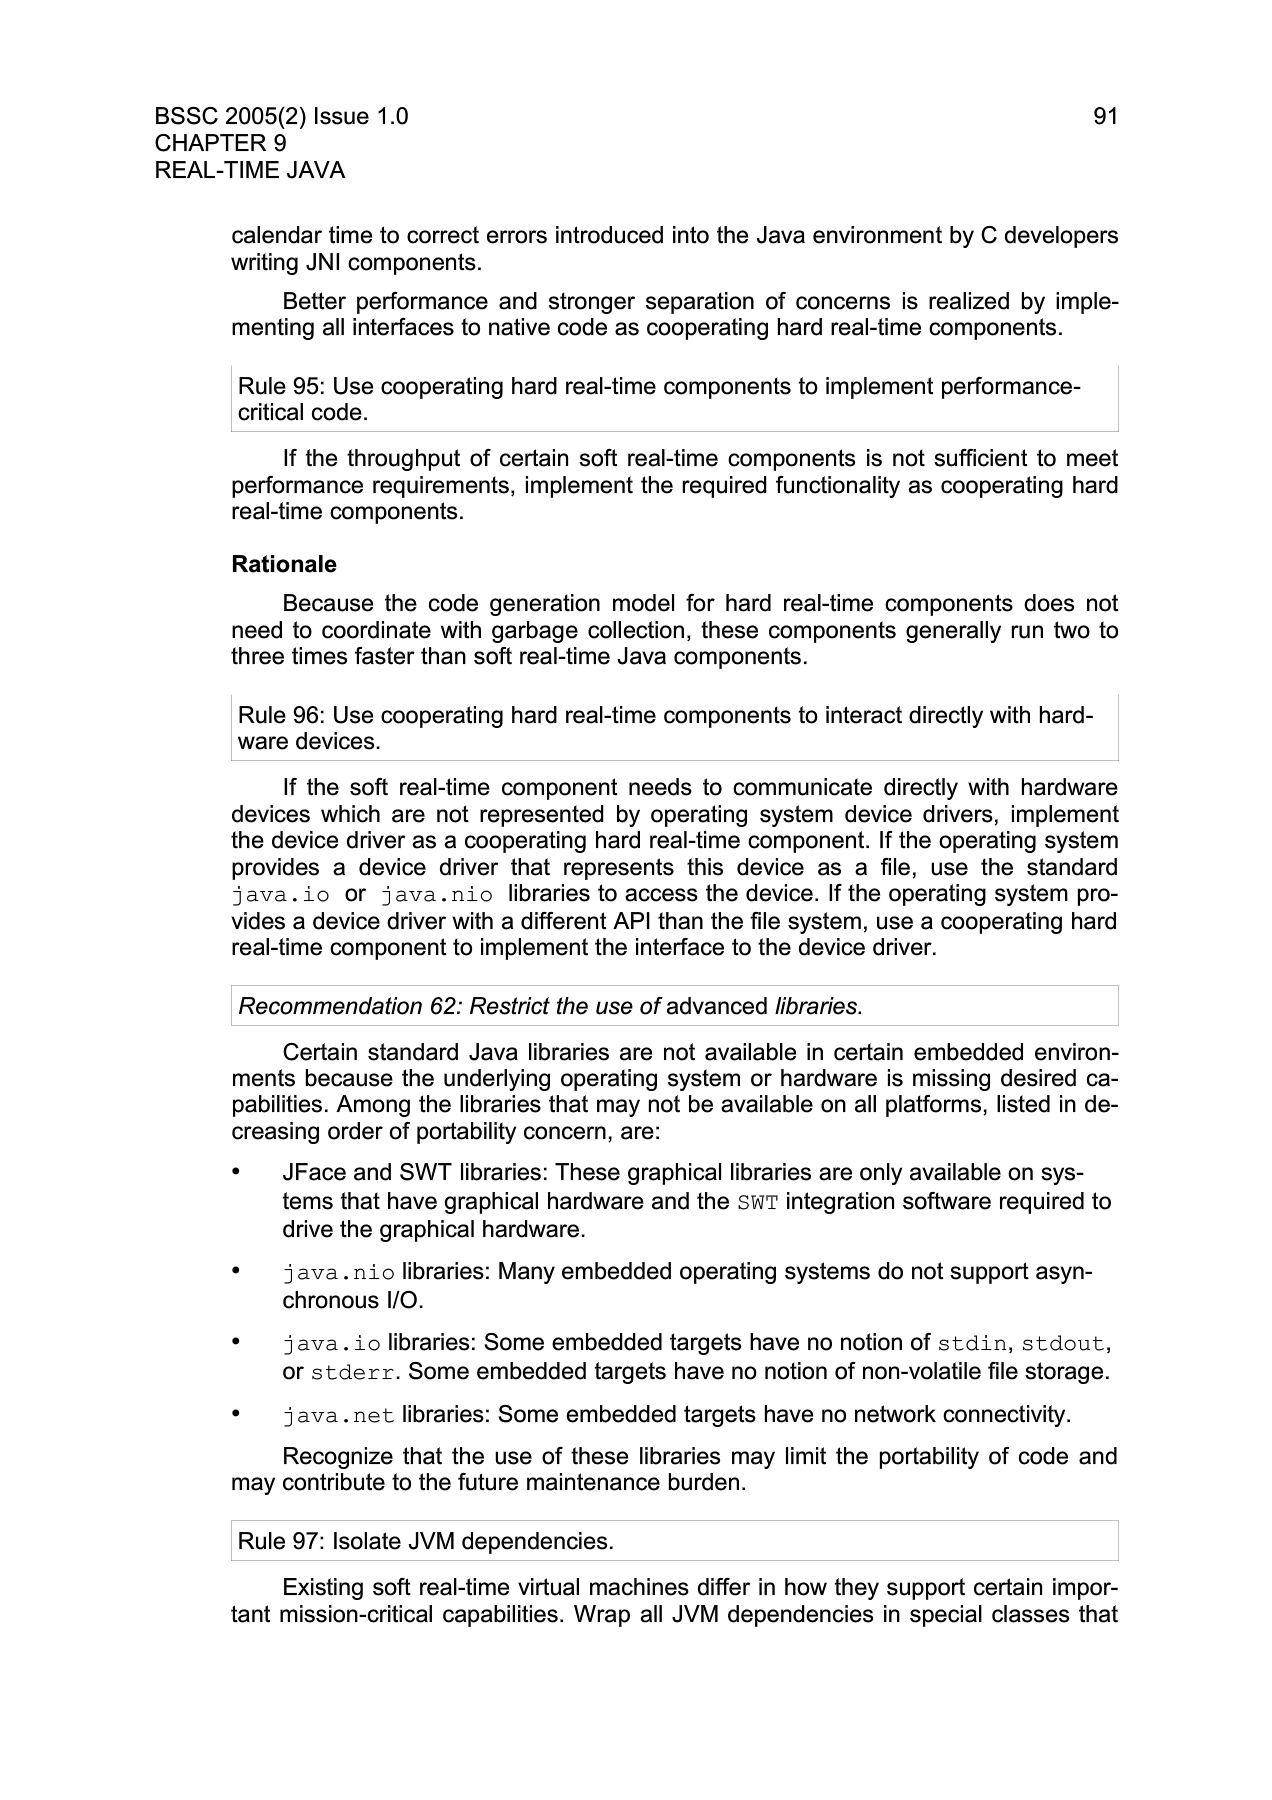 BSSC 2005(2) Issue 1.0 91
CHAPTER 9
REAL-TIME JAVA
calendar time to correct errors introduced into the Java environment by C developers
writing JNI components.
Better performance and stronger separation of concerns is realized by imple-
menting all interfaces to native code as cooperating hard real-time components.
Rule 95: Use cooperating hard real-time components to implement performance-
critical code.
If the throughput of certain soft real-time components is not sufficient to meet
performance requirements, implement the required functionality as cooperating hard
real-time components.
Rationale
Because the code generation model for hard real-time components does not
need to coordinate with garbage collection, these components generally run two to
three times faster than soft real-time Java components.
Rule 96: Use cooperating hard real-time components to interact directly with hard-
ware devices.
If the soft real-time component needs to communicate directly with hardware
devices which are not represented by operating system device drivers, implement
the device driver as a cooperating hard real-time component. If the operating system
provides a device driver that represents this device as a file, use the standard
java.io or java.nio libraries to access the device. If the operating system pro-
vides a device driver with a different API than the file system, use a cooperating hard
real-time component to implement the interface to the device driver.
Recommendation 62: Restrict the use of advanced libraries.
Certain standard Java libraries are not available in certain embedded environ-
ments because the underlying operating system or hardware is missing desired ca-
pabilities. Among the libraries that may not be available on all platforms, listed in de-
creasing order of portability concern, are:
• JFace and SWT libraries: These graphical libraries are only available on sys-
tems that have graphical hardware and the SWT integration software required to
drive the graphical hardware.
• java.nio libraries: Many embedded operating systems do not support asyn-
chronous I/O.
• java.io libraries: Some embedded targets have no notion of stdin, stdout,
or stderr. Some embedded targets have no notion of non-volatile file storage.
• java.net libraries: Some embedded targets have no network connectivity.
Recognize that the use of these libraries may limit the portability of code and
may contribute to the future maintenance burden.
Rule 97: Isolate JVM dependencies.
Existing soft real-time virtual machines differ in how they support certain impor-
tant mission-critical capabilities. Wrap all JVM dependencies in special classes that